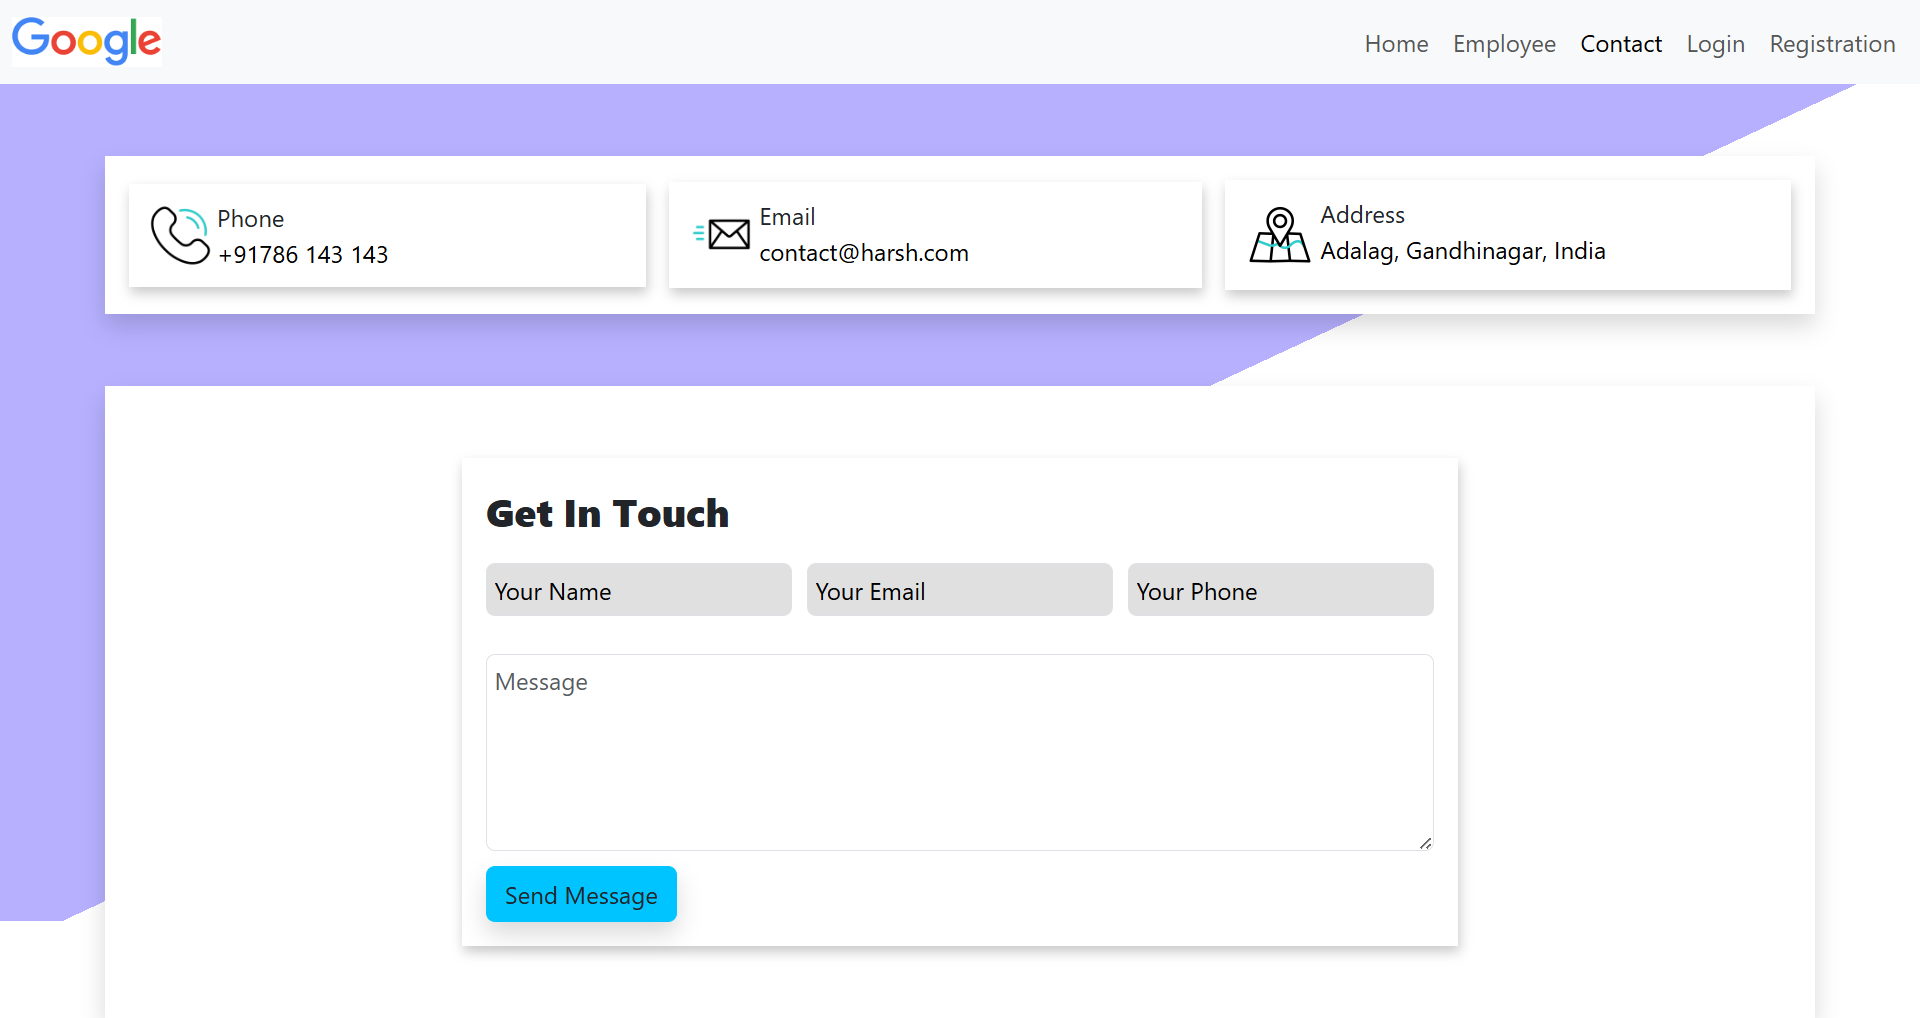 Google
Home Employee Contact Login Registration
Phone
+91786 143 143
Email
contact@harsh.com
Address
Adalag, Gandhinagar, India
Get In Touch
Your Name Your Email Your Phone
Message
Send Message